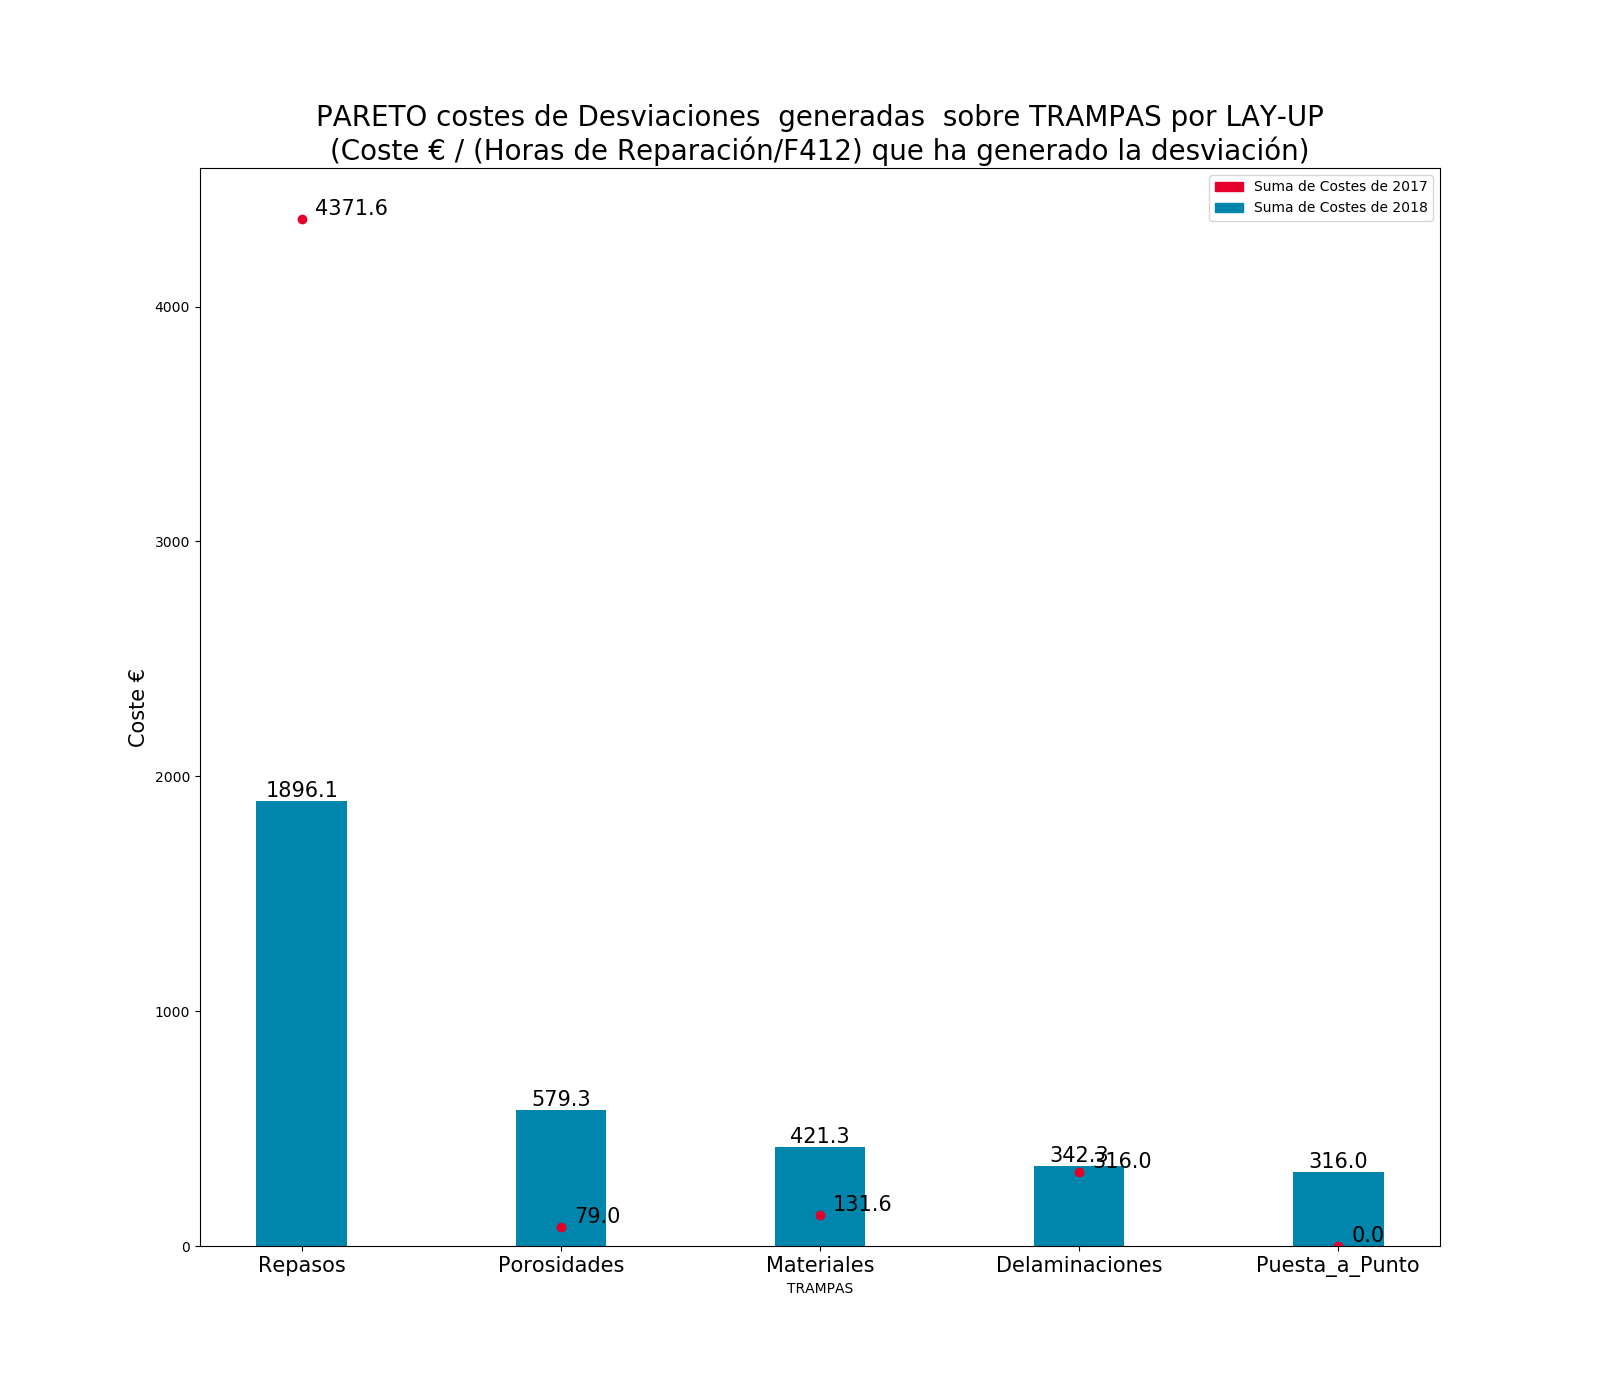 PARETO costes de Desviaciones  generadas  sobre TRAMPAS por LAY-UP
(Coste € / (Horas de Reparación/F412) que ha generado la desviación)
Suma de Costes de 2017
Suma de Costes de 2018
4371.6
4000
3000
Coste €
2000
1896.1
1000
579.3
421.3
342.3
316.0
316.0
79.0
131.6
0.0
0
Repasos
Porosidades
Materiales
Delaminaciones
Puesta_a_Punto
TRAMPAS